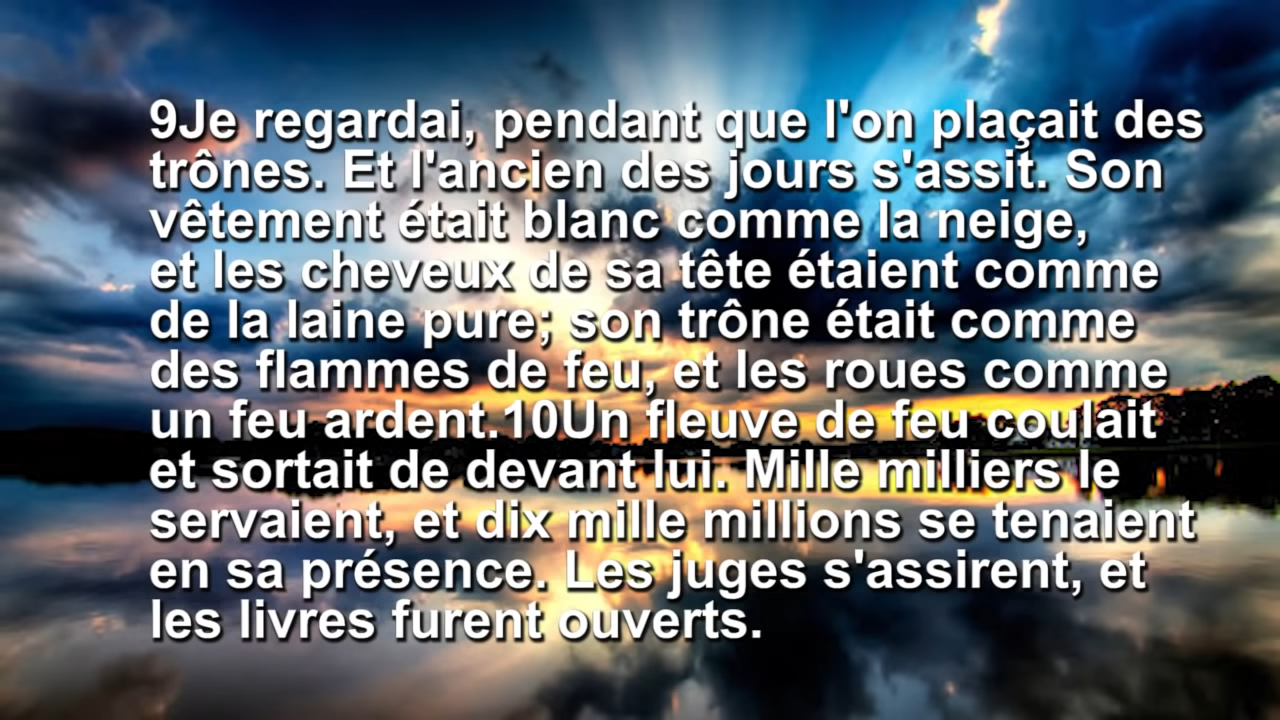 9Je regardai, pendant que l'on plaçait des
trônes. Et l'ancien des jours s'assit. Son
vêtement était blanc comme la neige,
et les cheveux de sa tête étaient comme
de la laine pure; son trône était comme
des flammes de feu, et les roues comme
un feu ardent.10Un fleuve de feu coulait
et sortait de devant lui. Mille milliers le
servaient, et dix mille millions se tenaient
en sa présence. Les juges s'assirent, et
les livres furent ouverts.